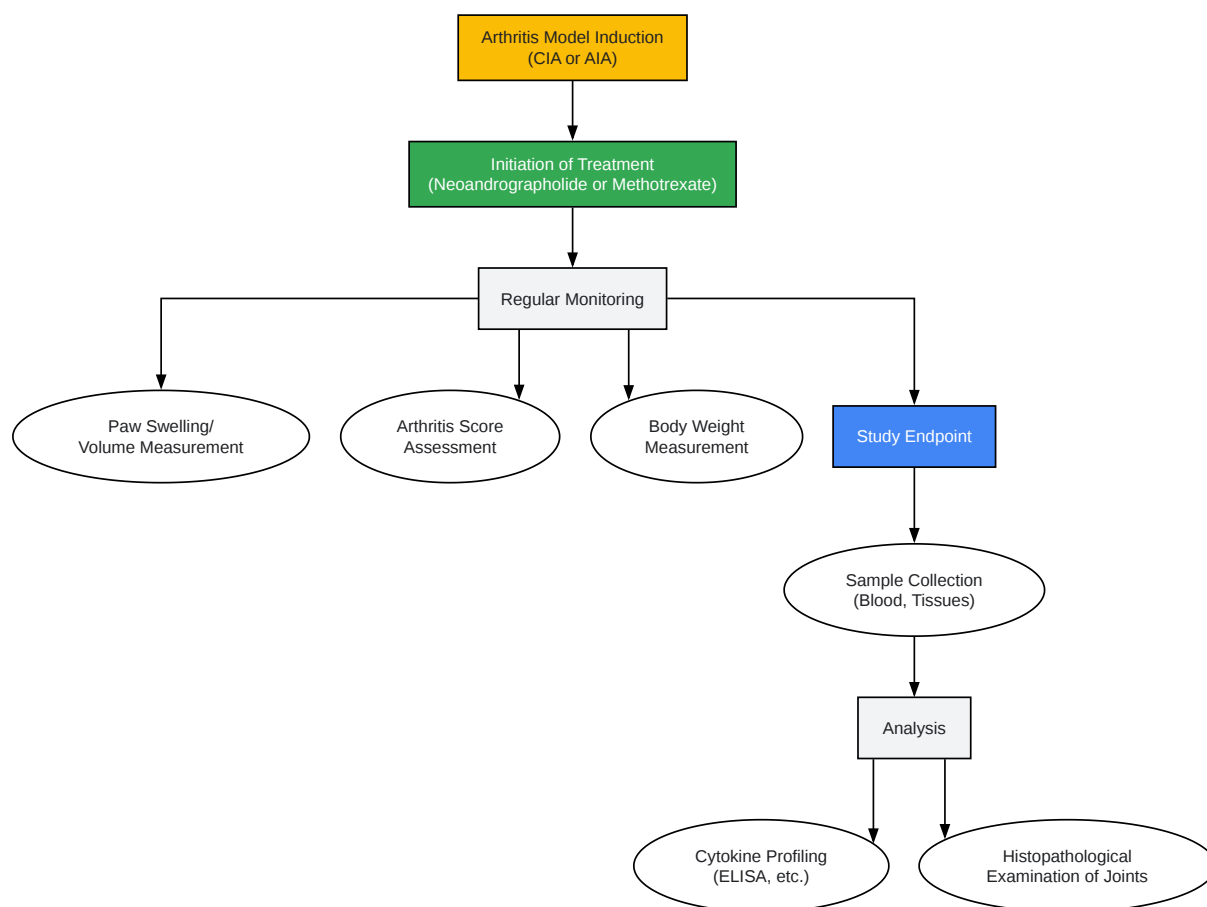 Arthritis Model Induction
(CIA or AIA)
Initiation of Treatment
(Neoandrographolide or Methotrexate)
Regular Monitoring
Paw Swelling/
Volume Measurement
Arthritis Score
Assessment
Body Weight
Measurement
Study Endpoint
Sample Collection
(Blood, Tissues)
Analysis
Cytokine Profiling
(ELISA, etc.)
Histopathological
Examination of Joints